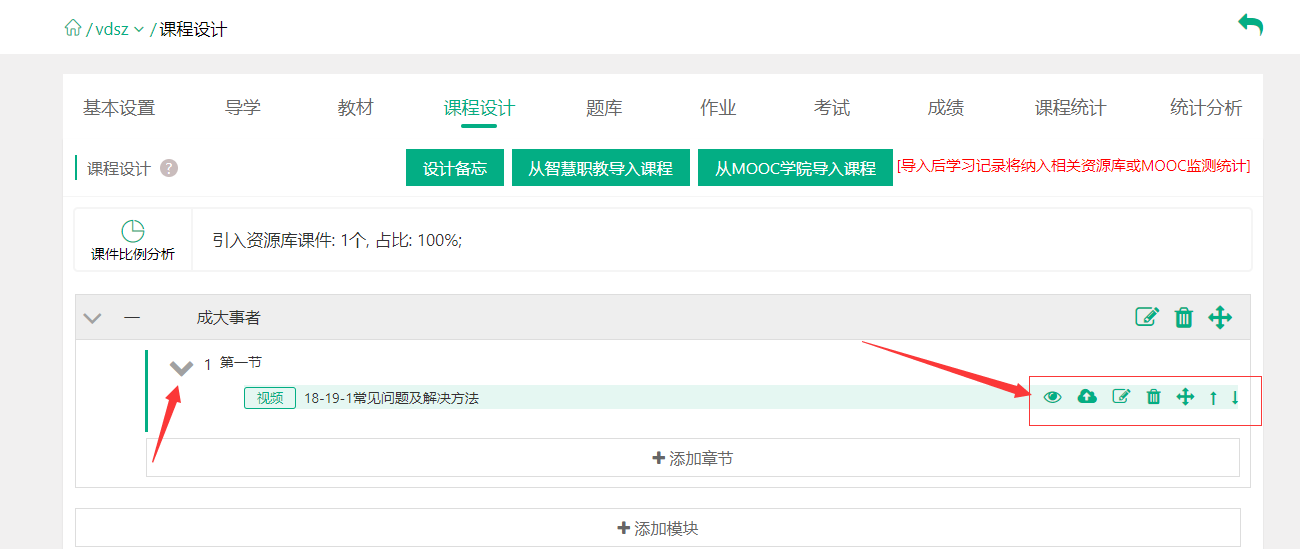 / vdsz / 课程设计
基本设置 导学 教材 课程设计 题库 作业 考试 成绩 课程统计 统计分析
课程设计 ? 设计备忘 从智慧职教导入课程 从MOOC学院导入课程 [导入后学习记录将纳入相关资源库或MOOC监测统计]
课件比例分析 引入资源库课件: 1个, 占比: 100%;
一 成大事者
1 第一节
视频 18-19-1常见问题及解决方法
添加章节
添加模块